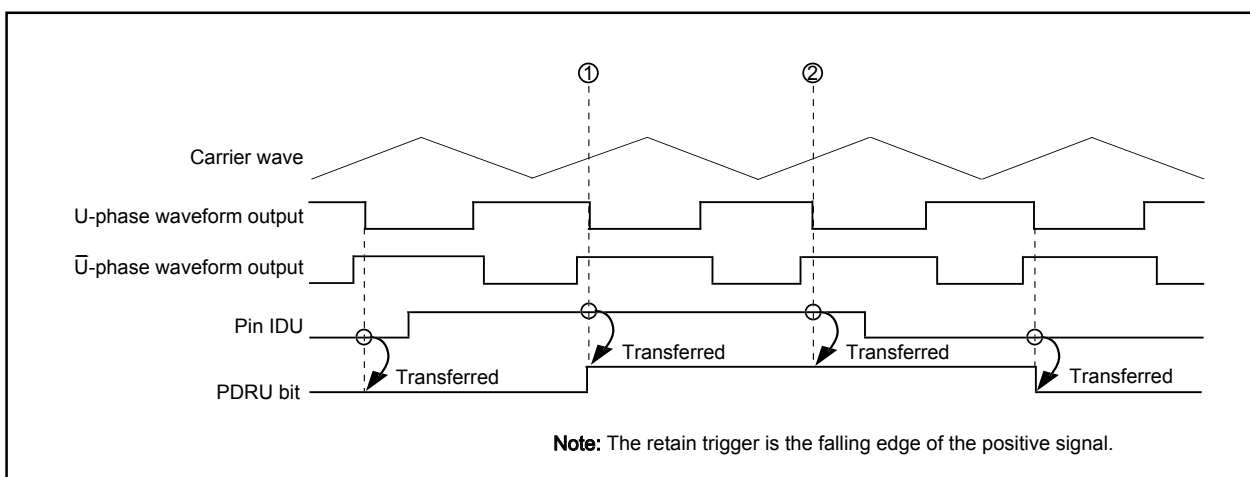 ① ②
Carrier wave
U-phase waveform output
U̅-phase waveform output
Pin IDU
Transferred Transferred
Transferred Transferred
PDRU bit
Note: The retain trigger is the falling edge of the positive signal.